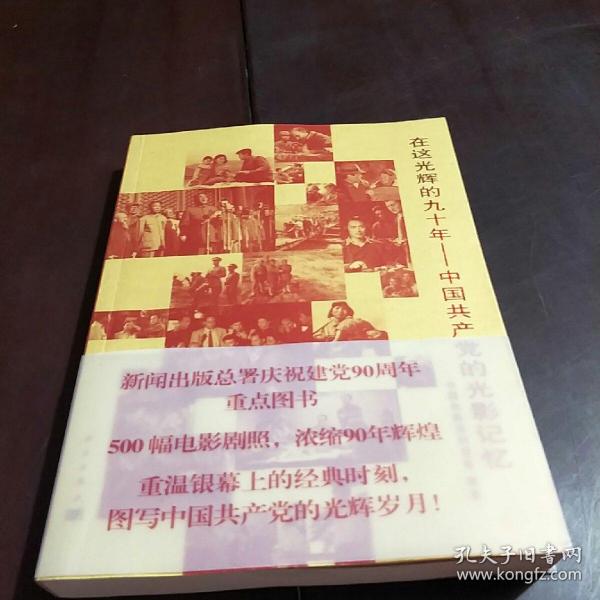 在这光辉的九十年——中国共产党的光影记忆
新闻出版总署庆祝建党90周年
重点图书
500幅电影剧照，浓缩90年辉煌
重温银幕上的经典时刻，
图写中国共产党的光辉岁月！
孔夫子旧书网
www.kongfz.com